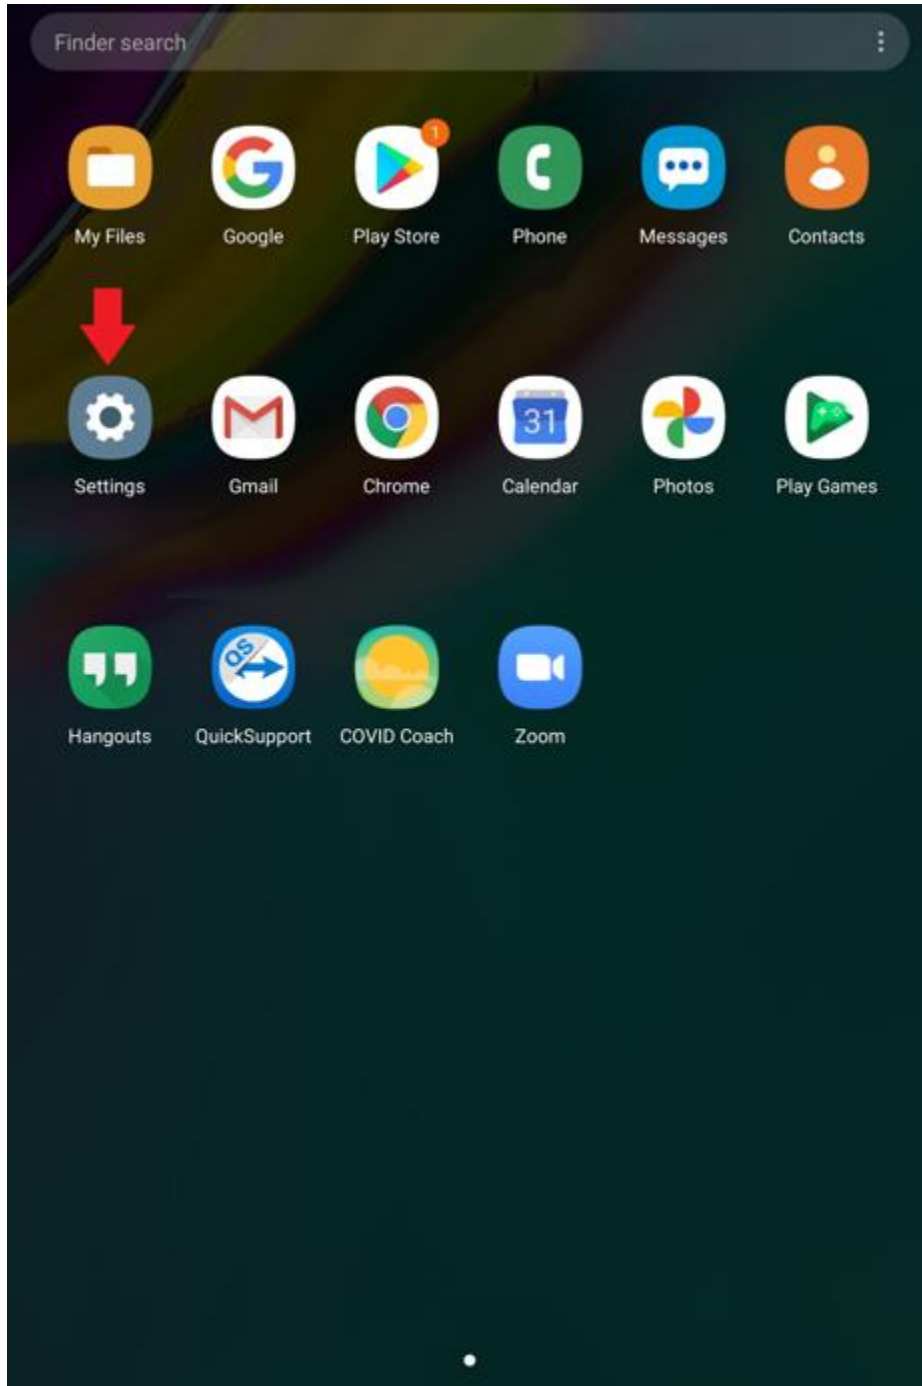 Finder search
1
My Files Google Play Store Phone Messages Contacts
31
Settings Gmail Chrome Calendar Photos Play Games
QS
Hangouts QuickSupport COVID Coach Zoom